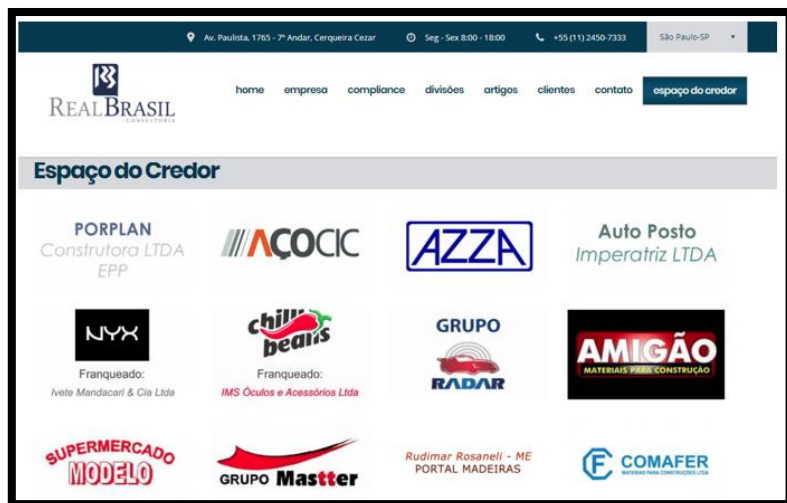 Av. Paulista, 1765 - 7º Andar, Cerqueira Cezar
Seg - Sex 8:00 - 18:00
+55 (11) 2450-7333
São Paulo-SP
REALBRASIL
CONSULTORIA
home empresa compliance divisões artigos clientes contato espaço do credor
Espaço do Credor
PORPLAN
Construtora LTDA
EPP
AÇOCIC
AZZA
Auto Posto
Imperatriz LTDA
NYX
Franqueado:
Ivete Mandacari & Cia Ltda
chilli
beans
Franqueado:
IMS Óculos e Acessórios Ltda
GRUPO
RADAR
AMIGÃO
MATERIAIS PARA CONSTRUÇÃO
SUPERMERCADO
MODELO
GRUPO Mastter
Rudimar Rosaneli - ME
PORTAL MADEIRAS
COMAFER
MATERIAIS PARA CONSTRUÇÕES LTDA